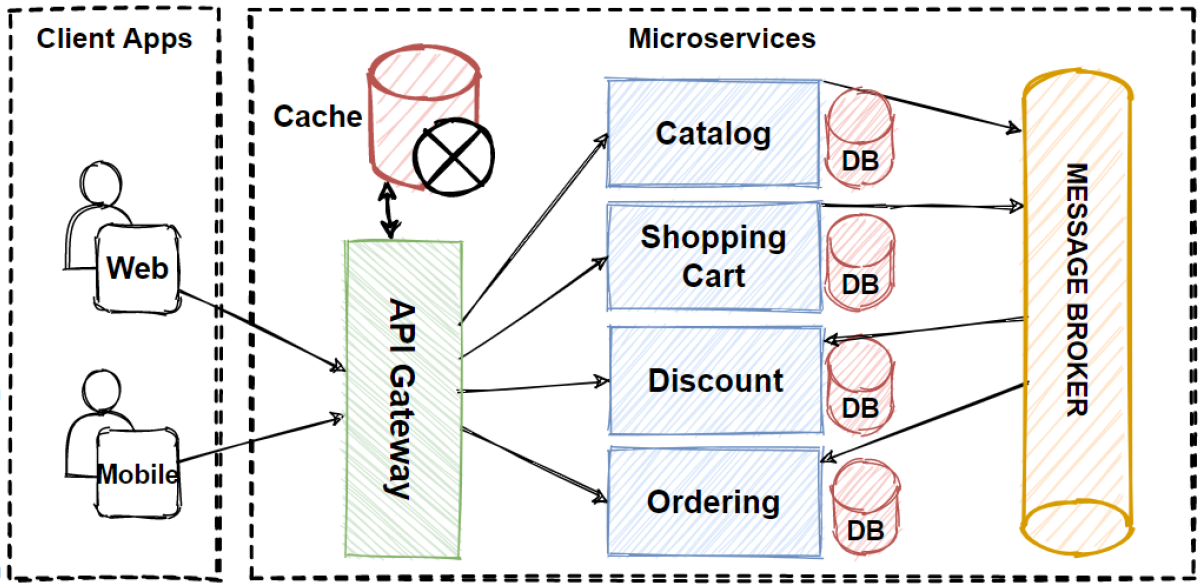 Client Apps
Microservices
Cache
Catalog
DB
Shopping
Cart
DB
Web
API Gateway
MESSAGE BROKER
Discount
DB
Mobile
Ordering
DB